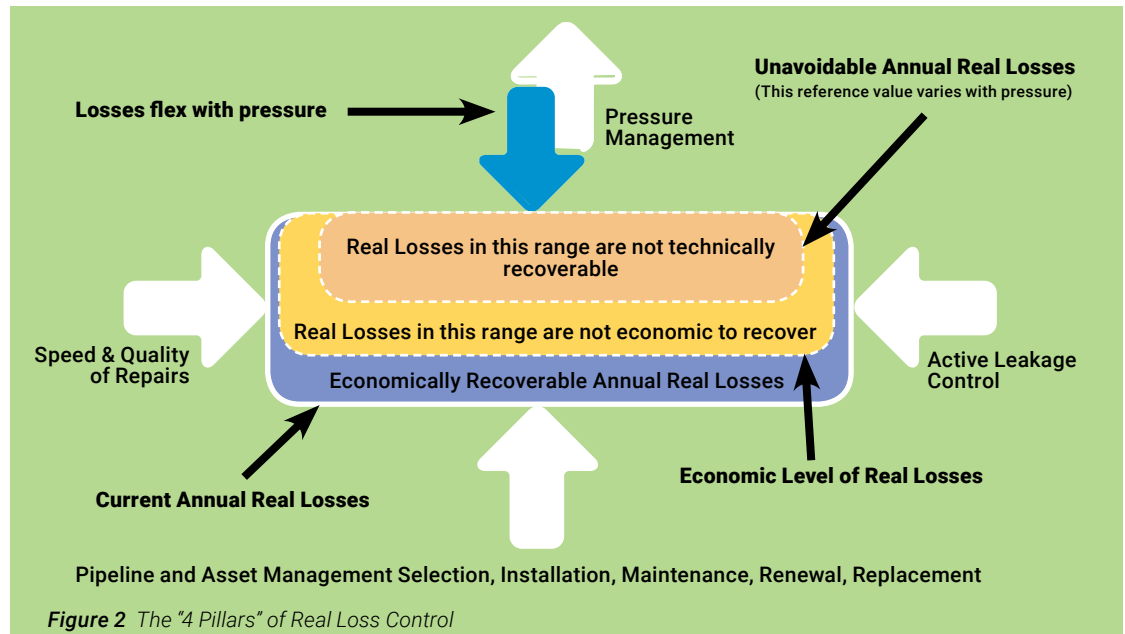 Unavoidable Annual Real Losses
(This reference value varies with pressure)
Losses flex with pressure
Pressure
Management
Real Losses in this range are not technically
recoverable
Real Losses in this range are not economic to recover
Speed & Quality
of Repairs
Economically Recoverable Annual Real Losses
Active Leakage
Control
Economic Level of Real Losses
Current Annual Real Losses
Pipeline and Asset Management Selection, Installation, Maintenance, Renewal, Replacement
Figure 2 The “4 Pillars” of Real Loss Control